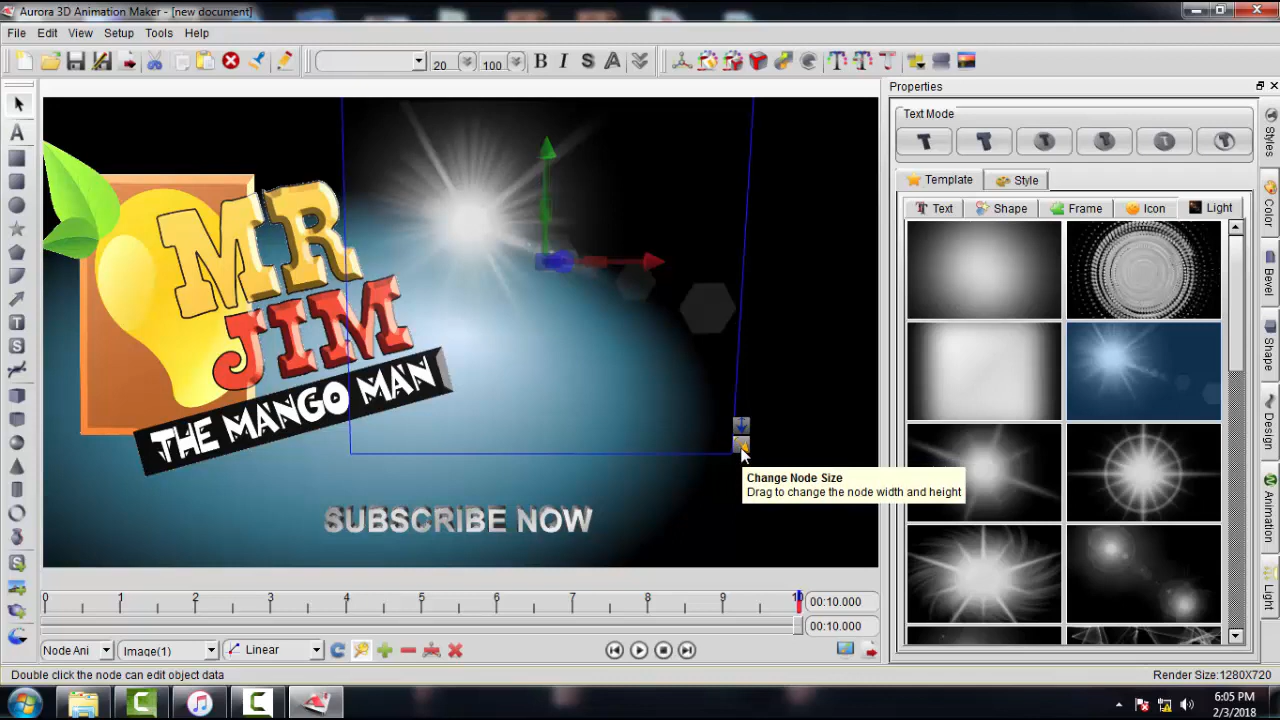 Aurora 3D Animation Maker - [new document]
File Edit View Setup Tools Help
20 100 B I S A
Properties
Text Mode
Template Style
Text Shape Frame Icon Light
Styles
Color
Bevel
Shape
Design
Animation
Light
MR
JIM
THE MANGO MAN
Change Node Size
Drag to change the node width and height
SUBSCRIBE NOW
0 1 2 3 4 5 6 7 8 9 10 00:10.000
00:10.000
Node Ani Image(1) Linear
Double click the node can edit object data Render Size:1280X720
6:05 PM
2/3/2018